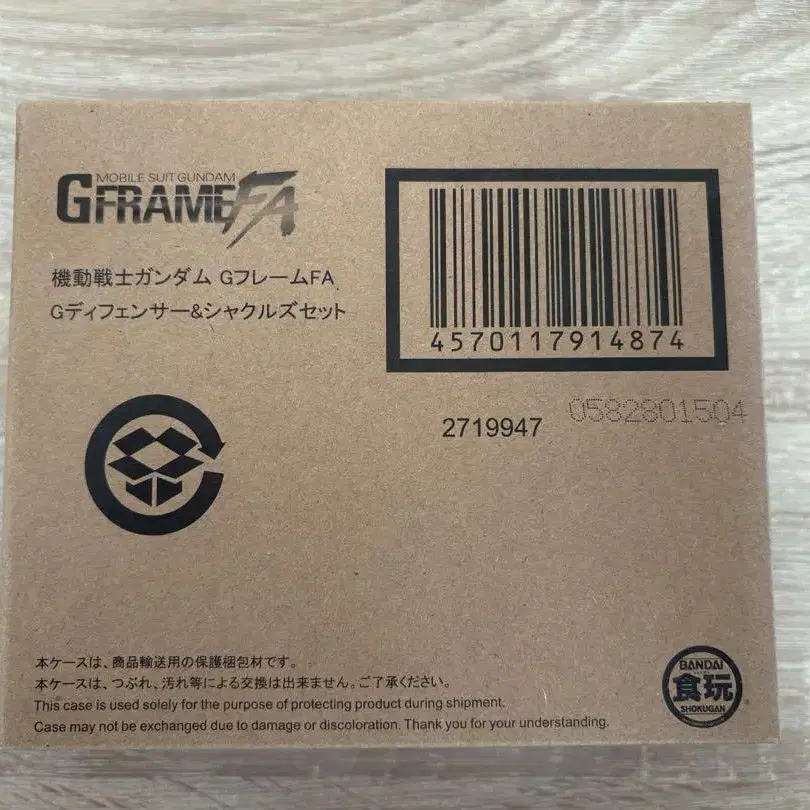 MOBILE SUIT GUNDAM
GFRAMEFA
機動戦士ガンダム GフレームFA
Gディフェンサー&シャクルズセット
4570117914874
2719947
0582801504
本ケースは、商品輸送用の保護梱包材です。
本ケースは、つぶれ、汚れ等による交換は出来ません。ご了承ください。
This case is used solely for the purpose of protecting product during shipment.
Case may not be exchanged due to damage or discoloration. Thank you for your understanding.
BANDAI
食玩
SHOKUGAN